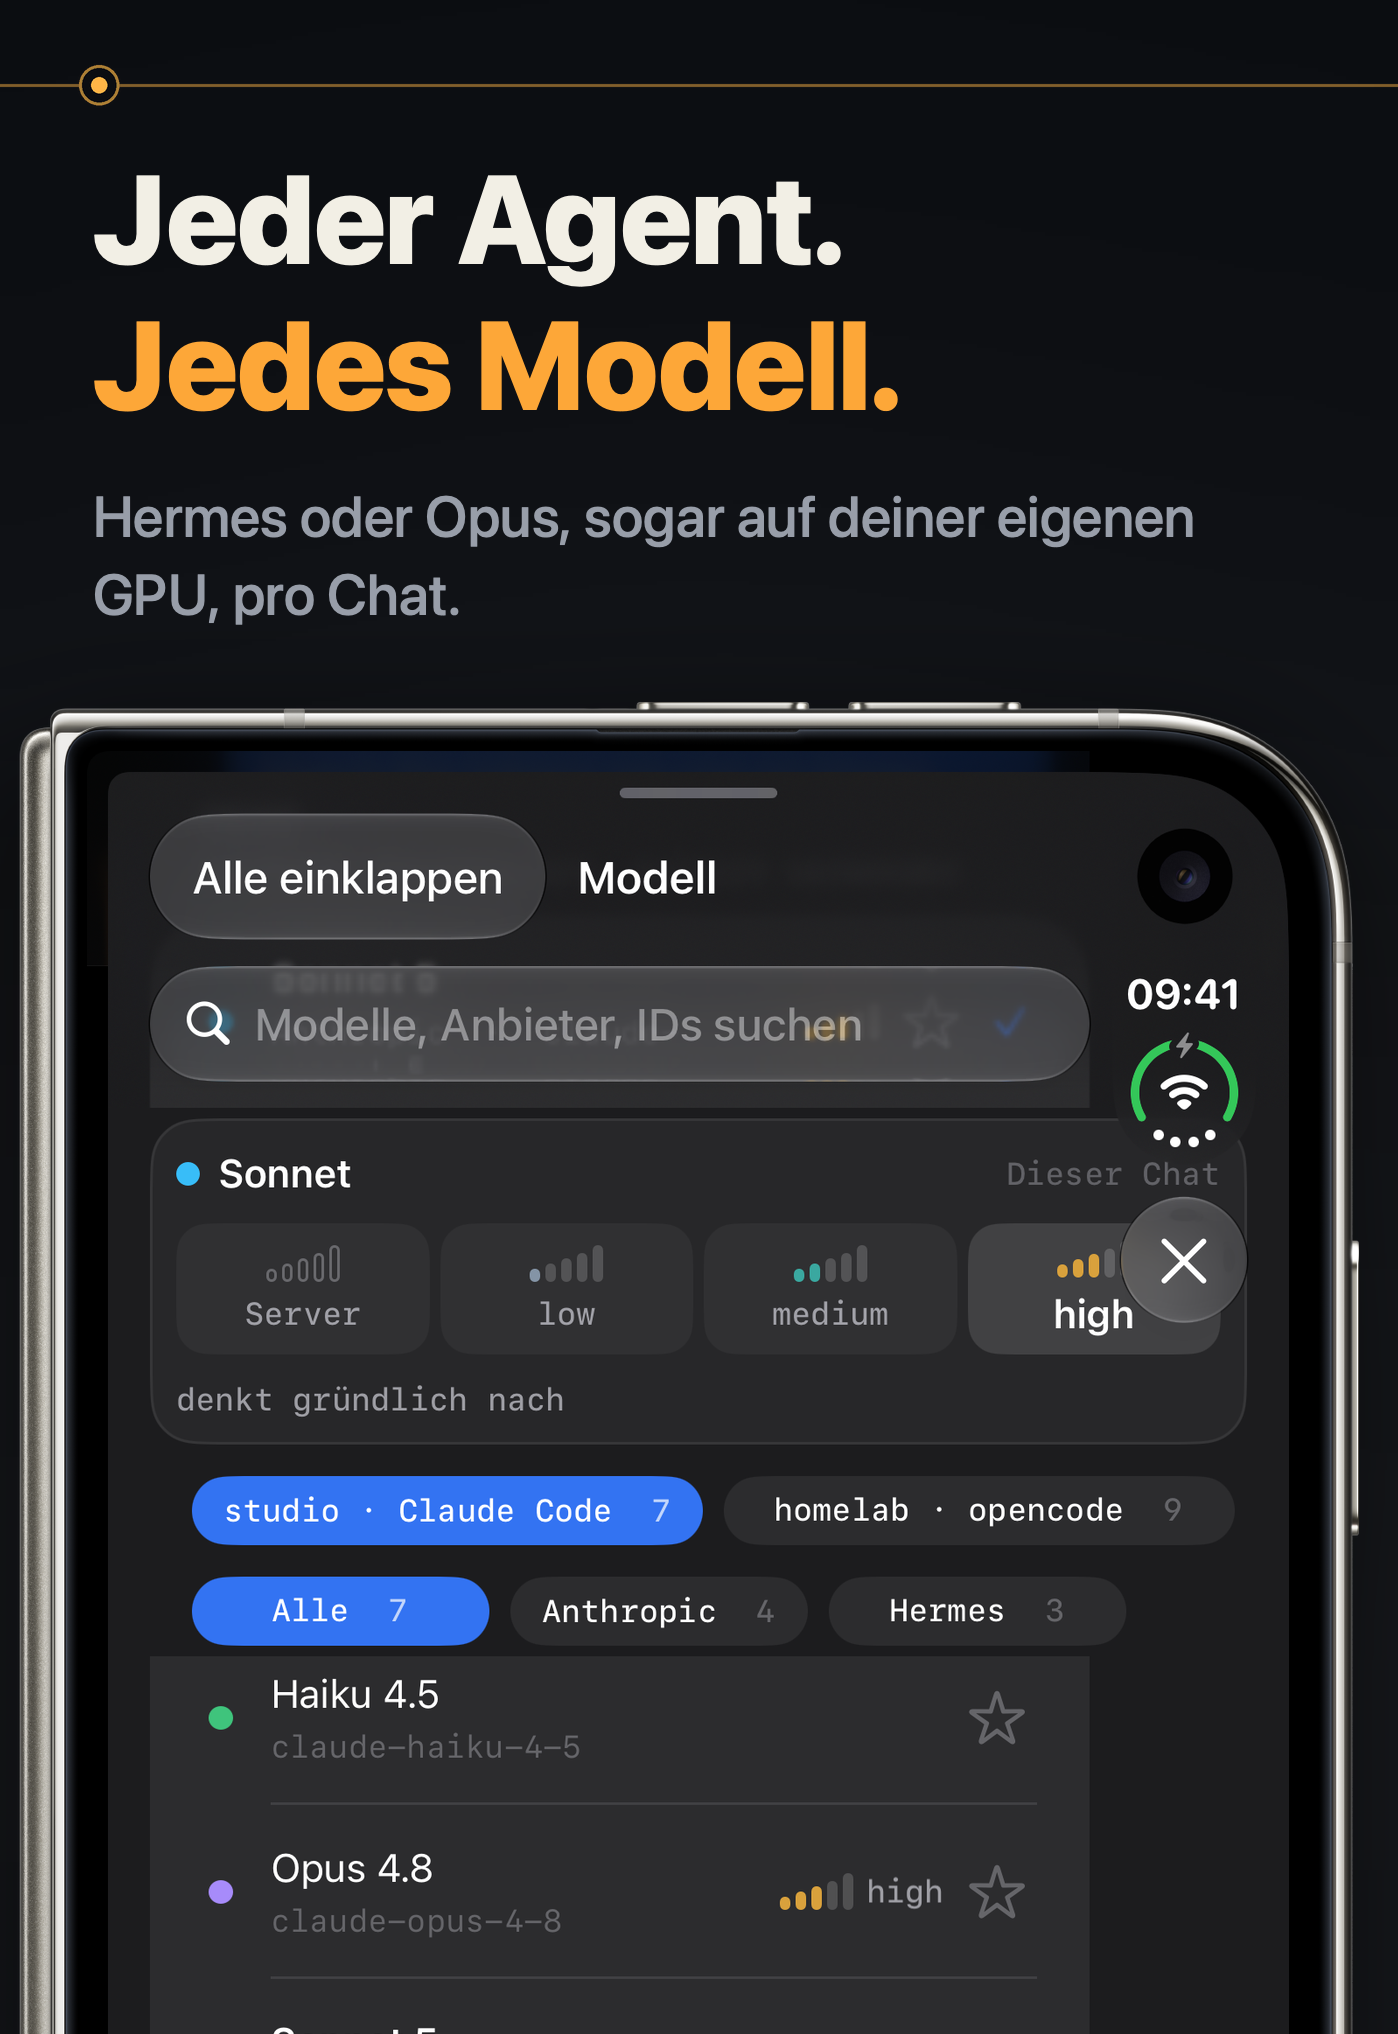 Jeder Agent.
Jedes Modell.
Hermes oder Opus, sogar auf deiner eigenen
GPU, pro Chat.
Alle einklappen Modell
Modelle, Anbieter, IDs suchen
09:41
Sonnet Dieser Chat
Server low medium high
denkt gründlich nach
studio · Claude Code 7 homelab · opencode 9
Alle 7 Anthropic 4 Hermes 3
Haiku 4.5
claude-haiku-4-5
Opus 4.8
claude-opus-4-8
high